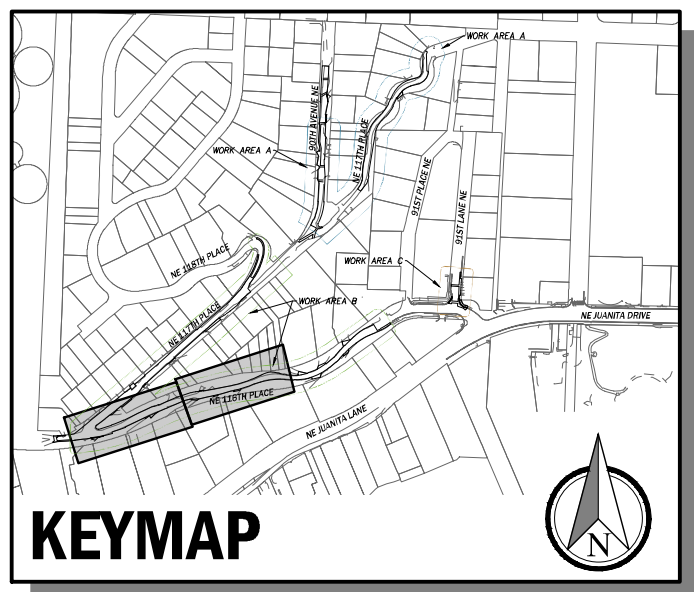 WORK AREA A
90TH AVENUE NE
WORK AREA A
NE 117TH PLACE
91ST PLACE NE
91ST LANE NE
NE 118TH PLACE
WORK AREA C
WORK AREA B
NE 117TH PLACE
NE JUANITA DRIVE
NE 116TH PLACE
NE JUANITA LANE
KEYMAP
N